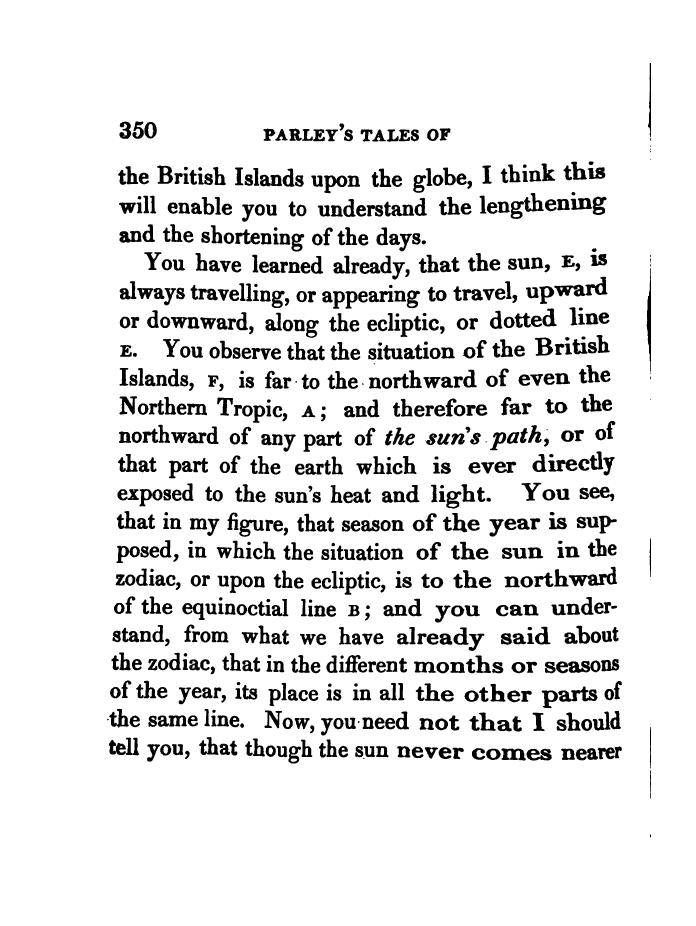 350 PARLEY'S TALES OF
the British Islands upon the globe, I think this
will enable you to understand the lengthening
and the shortening of the days.
You have learned already, that the sun, E, is
always travelling, or appearing to travel, upward
or downward, along the ecliptic, or dotted line
E. You observe that the situation of the British
Islands, F, is far to the northward of even the
Northern Tropic, A; and therefore far to the
northward of any part of the sun's path, or of
that part of the earth which is ever directly
exposed to the sun's heat and light. You see,
that in my figure, that season of the year is sup-
posed, in which the situation of the sun in the
zodiac, or upon the ecliptic, is to the northward
of the equinoctial line B; and you can under-
stand, from what we have already said about
the zodiac, that in the different months or seasons
of the year, its place is in all the other parts of
the same line. Now, you need not that I should
tell you, that though the sun never comes nearer